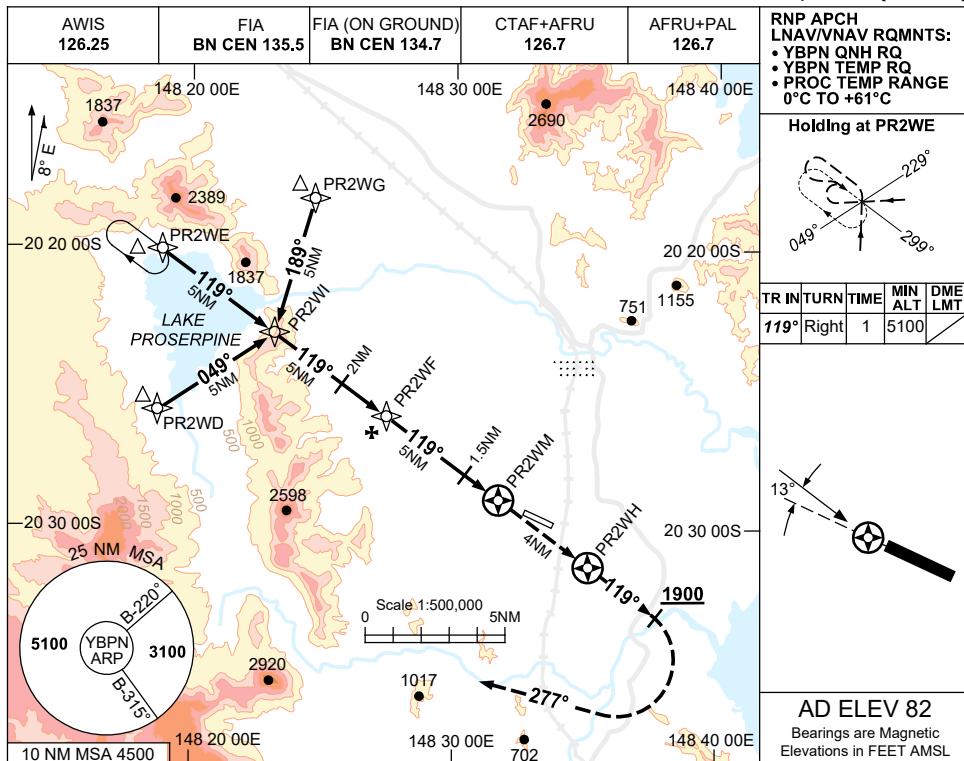 AWIS
126.25
FIA
BN CEN 135.5
FIA (ON GROUND)
BN CEN 134.7
CTAF+AFRU
126.7
AFRU+PAL
126.7
RNP APCH
LNAV/VNAV RQMNTS:
• YBPN QNH RQ
• YBPN TEMP RQ
• PROC TEMP RANGE
0°C TO +61°C
Holding at PR2WE
229°
049°
299°
TR IN TURN TIME MIN ALT DME LMT
119° Right 1 5100
13°
AD ELEV 82
Bearings are Magnetic
Elevations in FEET AMSL
148 20 00E
148 30 00E
148 40 00E
1837
8° E
2690
2389
PR2WG
PR2WE
20 20 00S
20 20 00S
189°
5NM
1837
119°
5NM
PR2WI
1155
751
LAKE
PROSERPINE
049°
5NM
119°
5NM
2NM
PR2WD
PR2WF
500
1000
119°
5NM
1.5NM
PR2WM
2000
1500
1000
500
2598
20 30 00S
20 30 00S
4NM
PR2WH
119°
1900
25 NM MSA
B-220°
5100
YBPN
ARP
3100
B-315°
Scale 1:500,000
0
5NM
2920
1017
277°
702
10 NM MSA 4500
148 20 00E
148 30 00E
148 40 00E